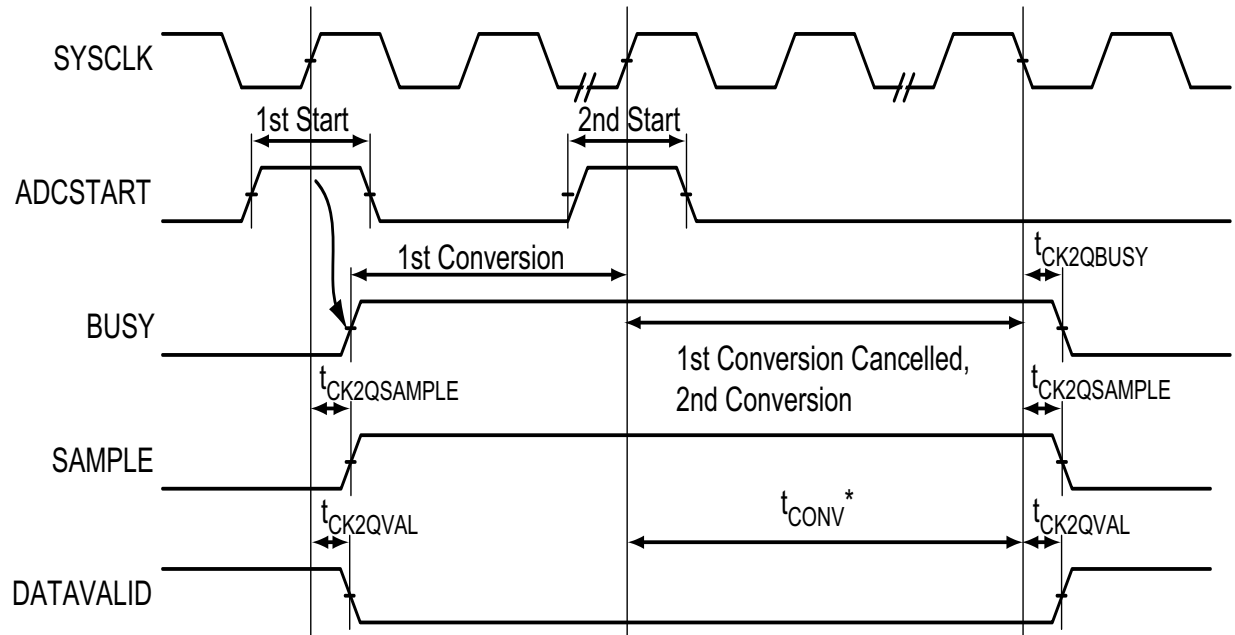 SYSCLK
1st Start
2nd Start
ADCSTART
1st Conversion
tCK2QBUSY
BUSY
1st Conversion Cancelled,
2nd Conversion
tCK2QSAMPLE
tCK2QSAMPLE
SAMPLE
tCONV*
tCK2QVAL
tCK2QVAL
DATAVALID